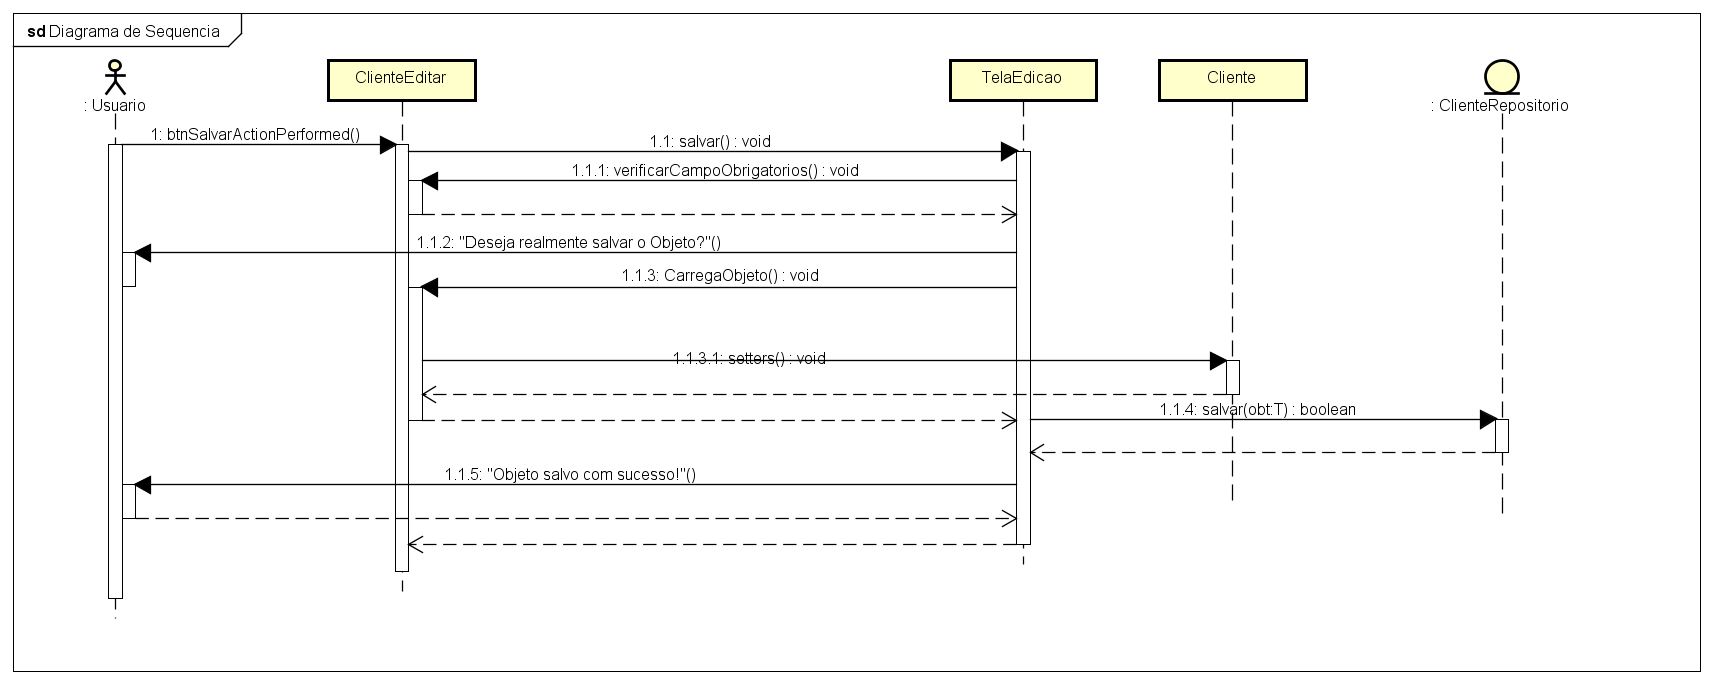 sd Diagrama de Sequencia
: Usuario
ClienteEditar
TelaEdicao
Cliente
: ClienteRepositorio
1: btnSalvarActionPerformed()
1.1: salvar() : void
1.1.1: verificarCampoObrigatorios() : void
1.1.2: "Deseja realmente salvar o Objeto?"()
1.1.3: CarregaObjeto() : void
1.1.3.1: setters() : void
1.1.4: salvar(obt:T) : boolean
1.1.5: "Objeto salvo com sucesso!"()